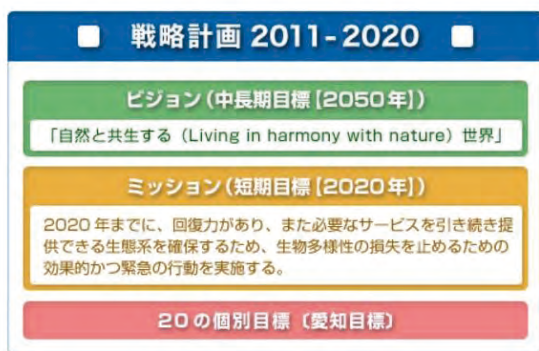 戦略計画 2011-2020
ビジョン(中長期目標【2050年】)
「自然と共生する(Living in harmony with nature)世界」
ミッション(短期目標【2020年】)
2020年までに、回復力があり、また必要なサービスを引き続き提
供できる生態系を確保するため、生物多様性の損失を止めるための
効果的かつ緊急の行動を実施する。
20の個別目標〔愛知目標〕